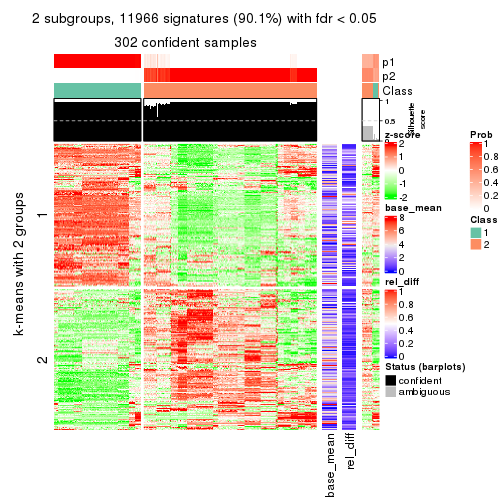 2 subgroups, 11966 signatures (90.1%) with fdr < 0.05
302 confident samples
p1
p2
Class
1
0.5
0
Silhouette
score
k-means with 2 groups
1
2
z-score
2
1
0
-1
-2
base_mean
8
6
4
2
0
rel_diff
1
0.8
0.6
0.4
0.2
0
Status (barplots)
confident
ambiguous
Prob
1
0.8
0.6
0.4
0.2
0
Class
1
2
base_mean
rel_diff